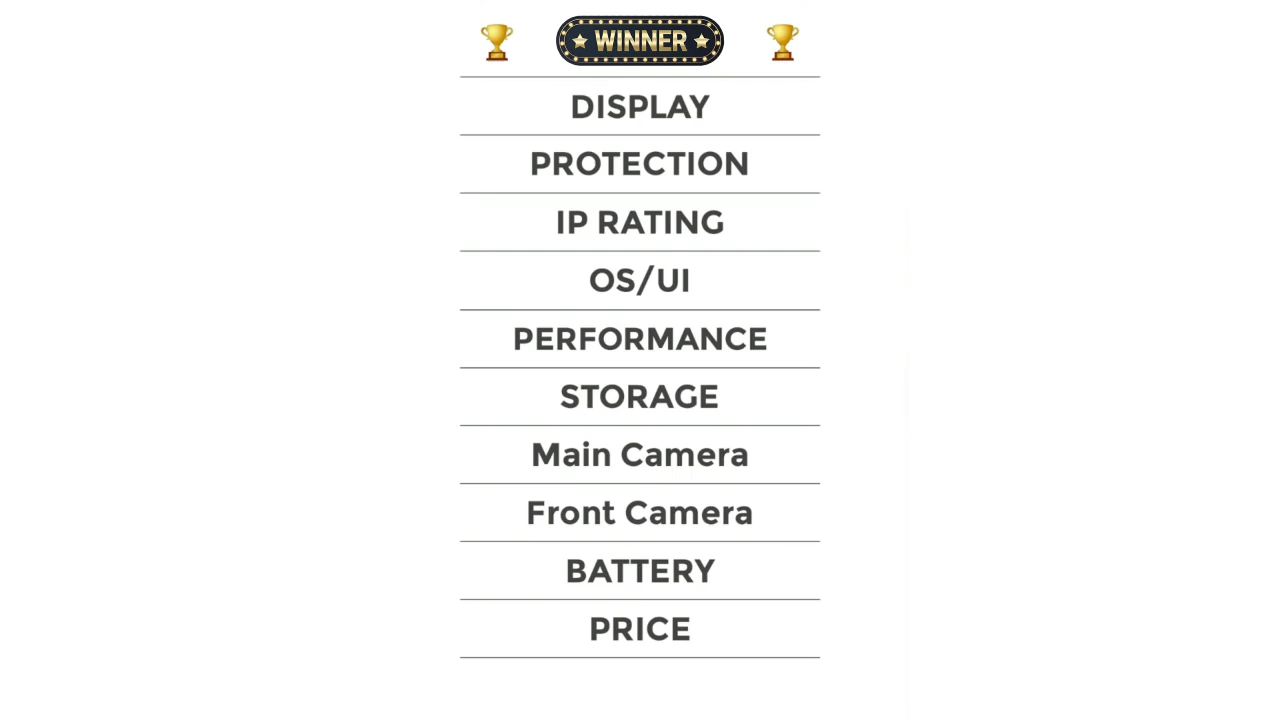 WINNER
DISPLAY
PROTECTION
IP RATING
OS/UI
PERFORMANCE
STORAGE
Main Camera
Front Camera
BATTERY
PRICE